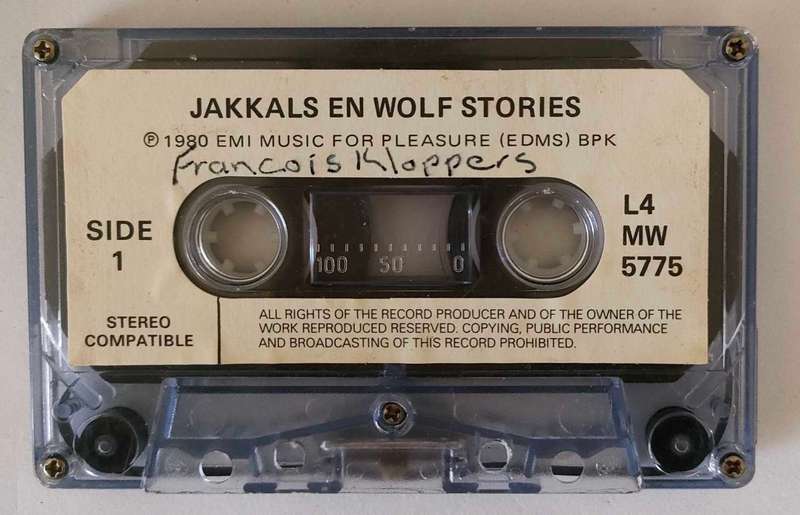 JAKKALS EN WOLF STORIES
℗ 1980 EMI MUSIC FOR PLEASURE (EDMS) BPK
Francois Kloppers
SIDE
1
L4
MW
5775
100 50 0
STEREO
COMPATIBLE
ALL RIGHTS OF THE RECORD PRODUCER AND OF THE OWNER OF THE
WORK REPRODUCED RESERVED. COPYING, PUBLIC PERFORMANCE
AND BROADCASTING OF THIS RECORD PROHIBITED.